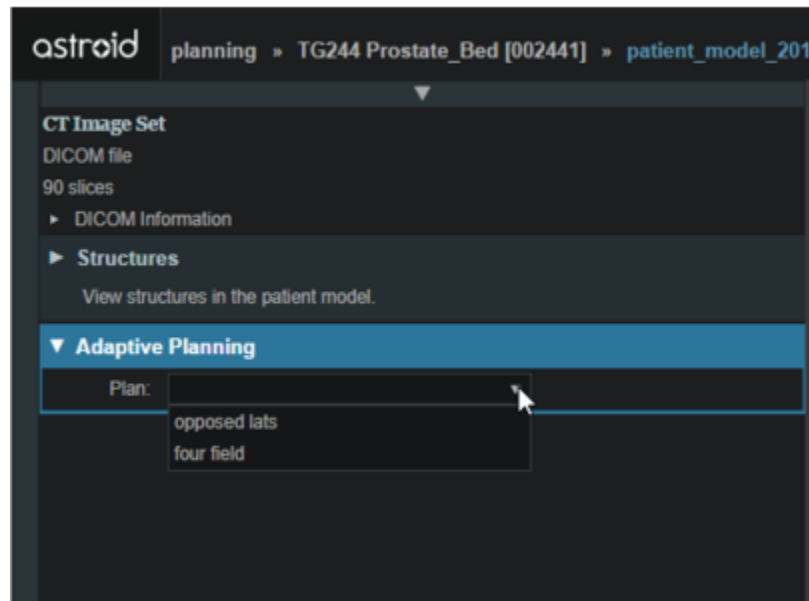 astroid planning » TG244 Prostate_Bed [002441] » patient_model_201
CT Image Set
DICOM file
90 slices
DICOM Information
Structures
View structures in the patient model.
Adaptive Planning
Plan:
opposed lats
four field